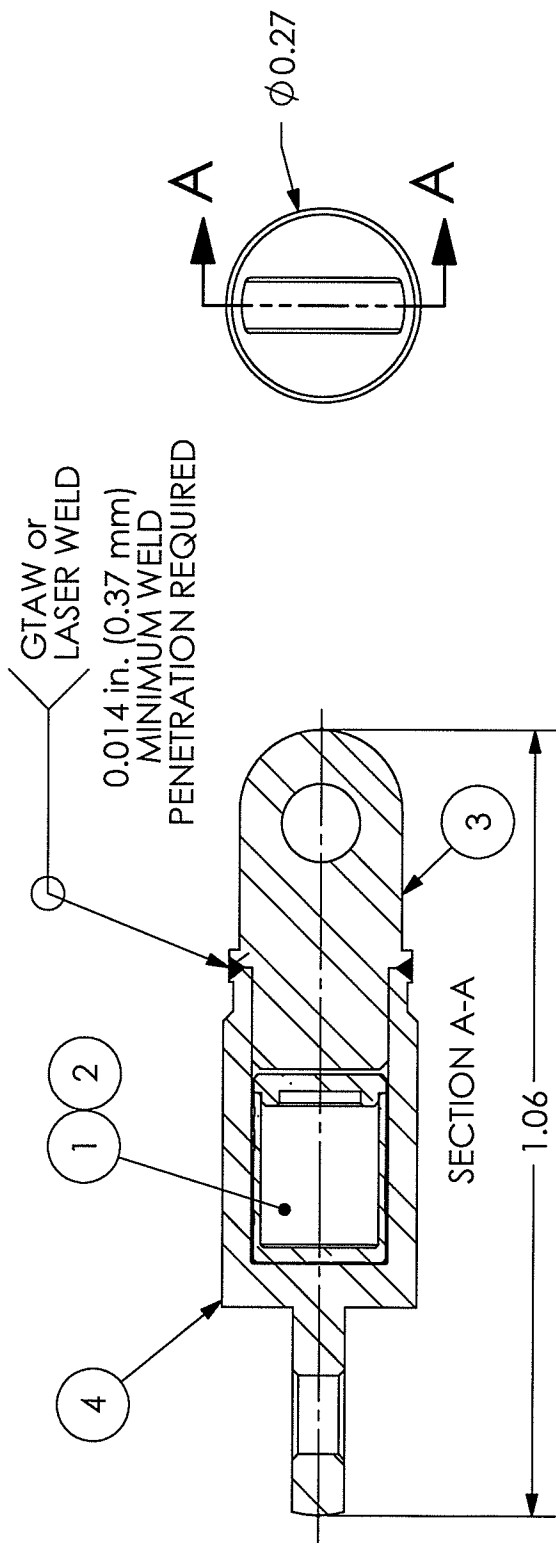 GTAW or
LASER WELD
0.014 in. (0.37 mm)
MINIMUM WELD
PENETRATION REQUIRED
1
2
4
3
SECTION A-A
1.06
A
A
Ø0.27